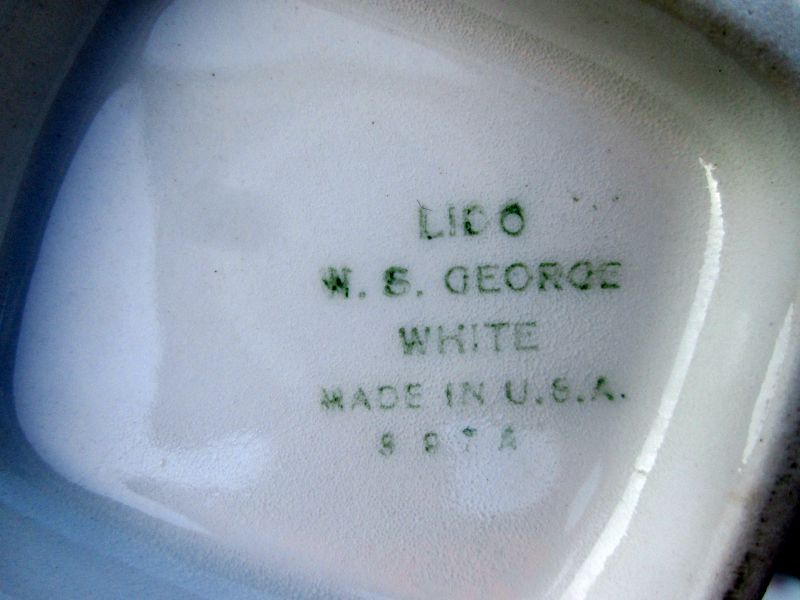 LIDO
W. S. GEORGE
WHITE
MADE IN U.S.A.